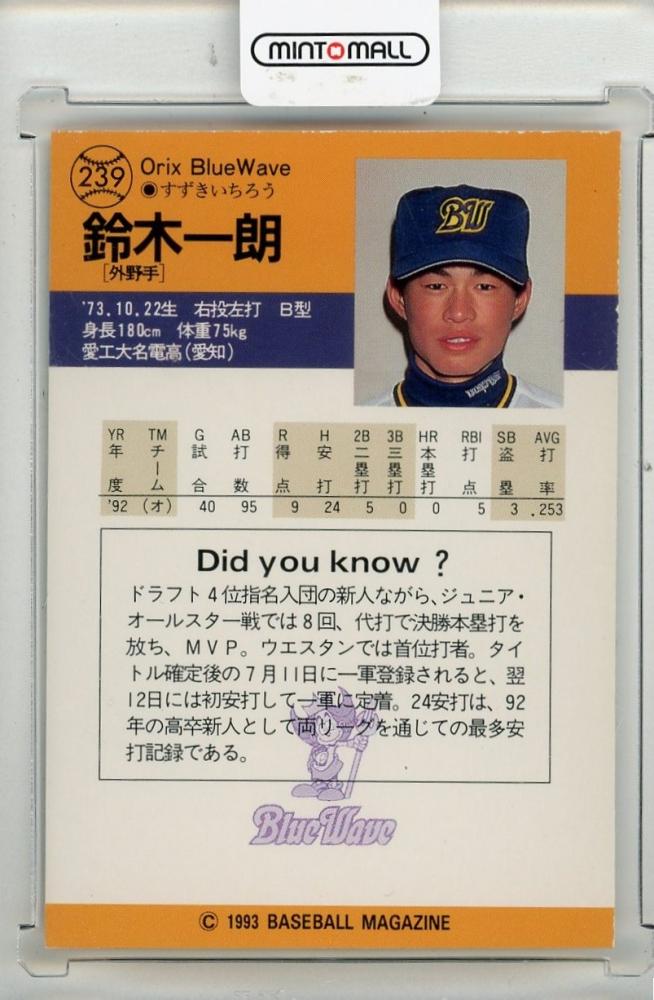 MINTOMALL
239
Orix BlueWave
●すずきいちろう
鈴木一朗
[外野手]
BW
'73.10.22生 右投左打 B型
身長180cm 体重75kg
愛工大名電高(愛知)
YR TM G AB R H 2B 3B HR RBI SB AVG
年度 チーム 試合 打数 得点 安打 二塁打 三塁打 本塁打 打点 盗塁 打率
'92 (オ) 40 95 9 24 5 0 0 5 3 .253
Did you know ?
ドラフト4位指名入団の新人ながら、ジュニア・
オールスター戦では8回、代打で決勝本塁打を
放ち、MVP。ウエスタンでは首位打者。タイ
トル確定後の7月11日に一軍登録されると、翌
12日には初安打して一軍に定着。24安打は、92
年の高卒新人として両リーグを通じての最多安
打記録である。
BlueWave
© 1993 BASEBALL MAGAZINE